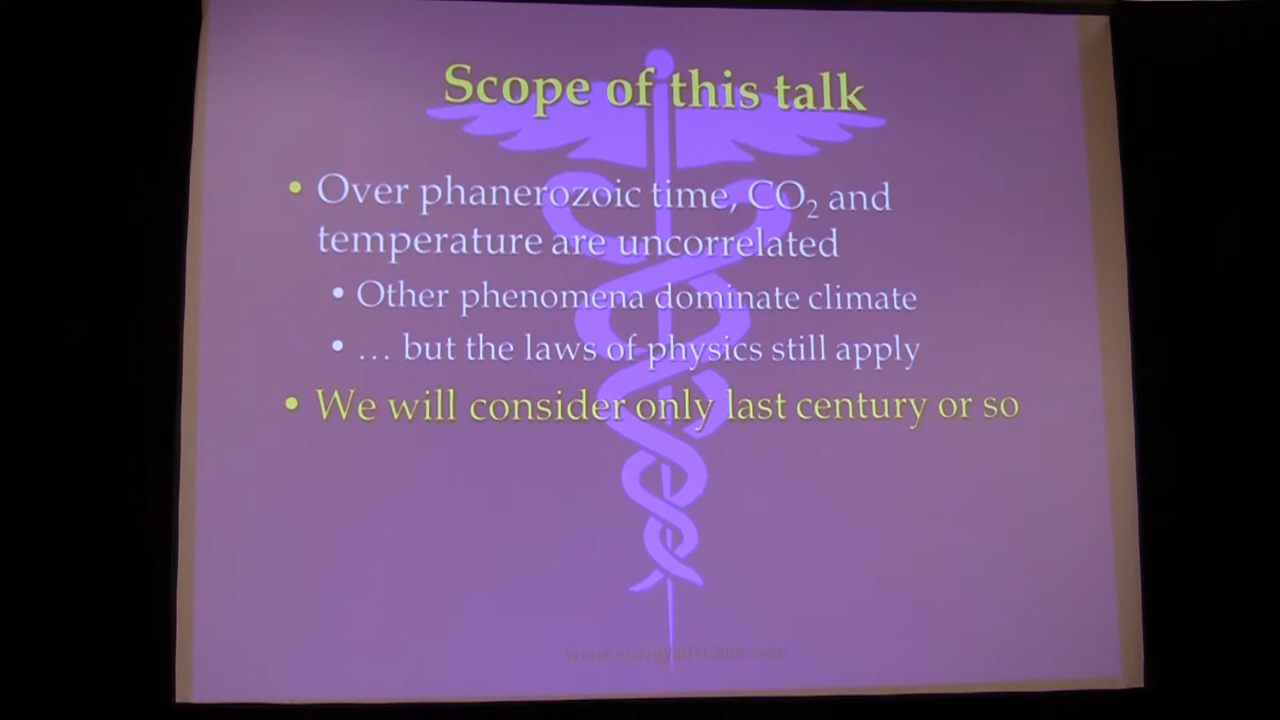 Scope of this talk
• Over phanerozoic time, CO₂ and
temperature are uncorrelated
• Other phenomena dominate climate
• … but the laws of physics still apply
• We will consider only last century or so